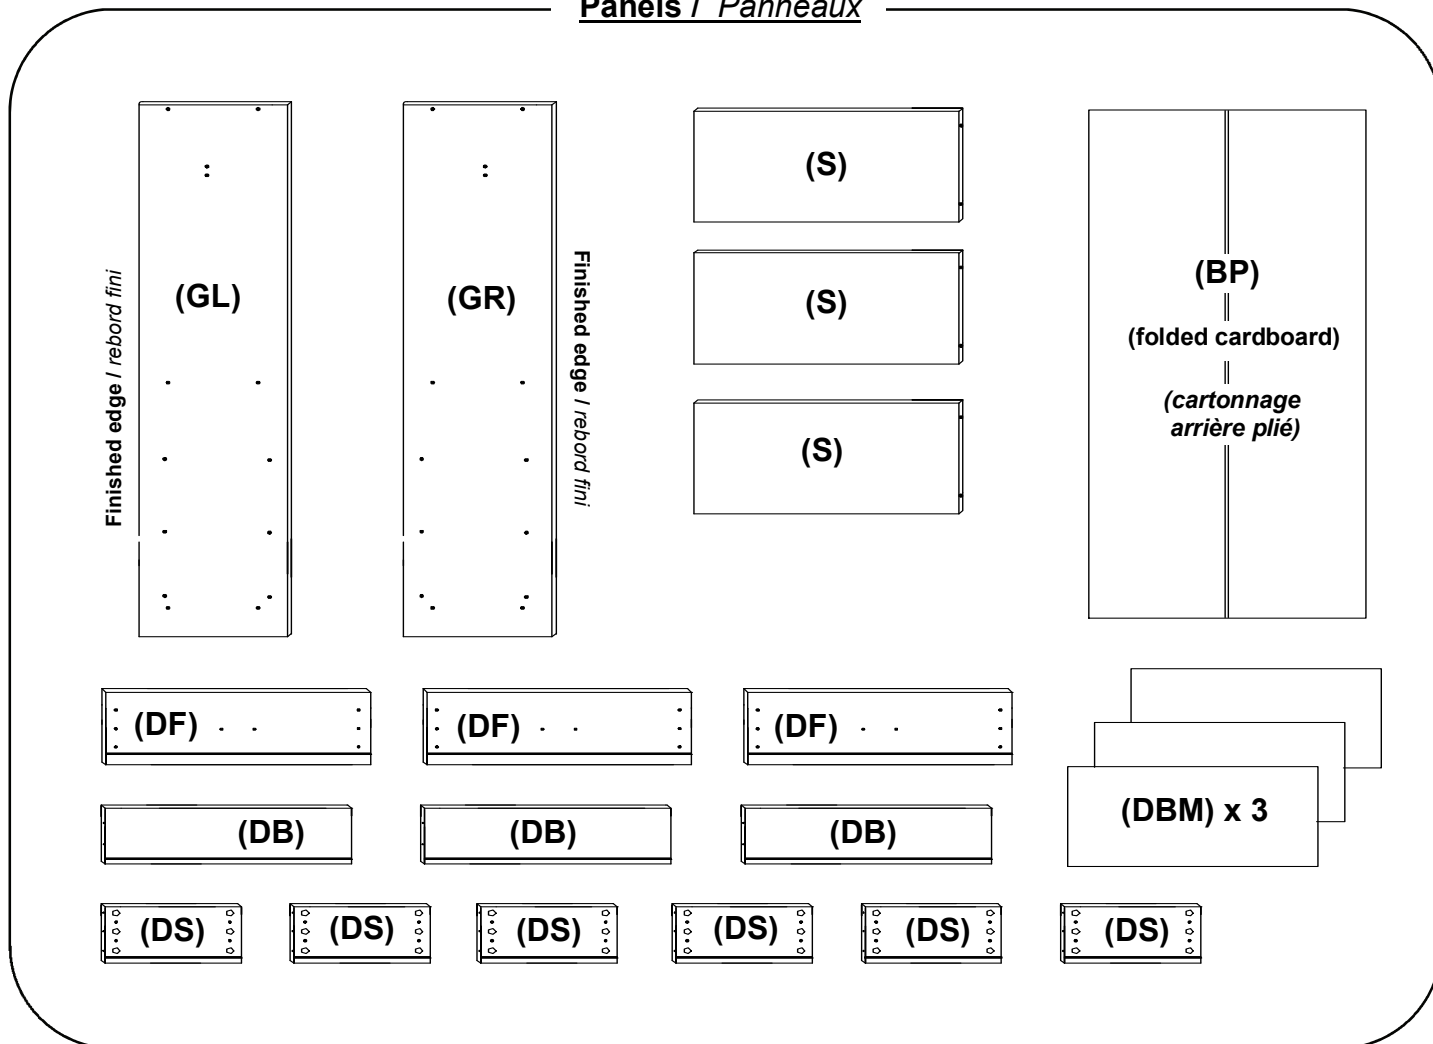 Panels / Panneaux
(GL)
(GR)
Finished edge / rebord fini
Finished edge / rebord fini
(S)
(S)
(S)
(BP)
(folded cardboard)
(cartonnage
arrière plié)
(DF)
(DF)
(DF)
(DB)
(DB)
(DB)
(DBM) x 3
(DS)
(DS)
(DS)
(DS)
(DS)
(DS)